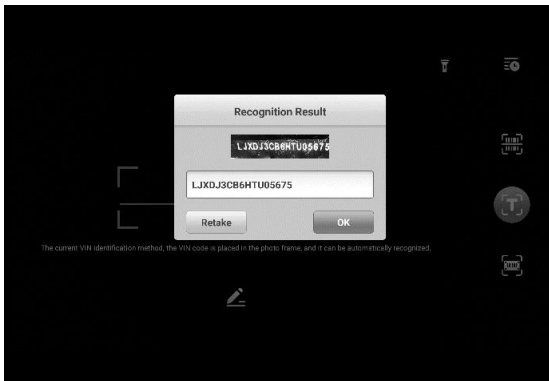 Recognition Result
LJXDJ3CB6HTU05675
LJXDJ3CB6HTU05675
Retake
OK
The current VIN identification method, the VIN code is placed in the photo frame, and it can be automatically recognized.
T